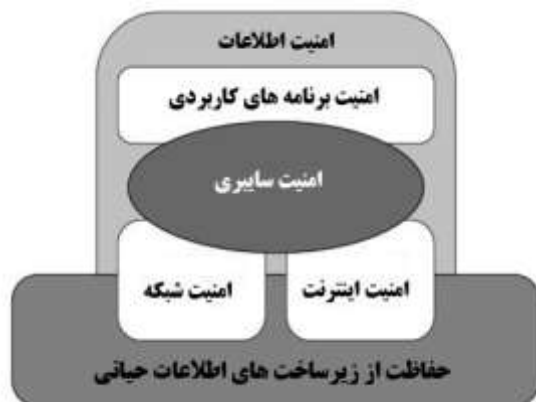 امنیت اطلاعات
امنیت برنامه های کاربردی
امنیت سایبری
امنیت اینترنت
امنیت شبکه
حفاظت از زیرساخت های اطلاعات حیاتی